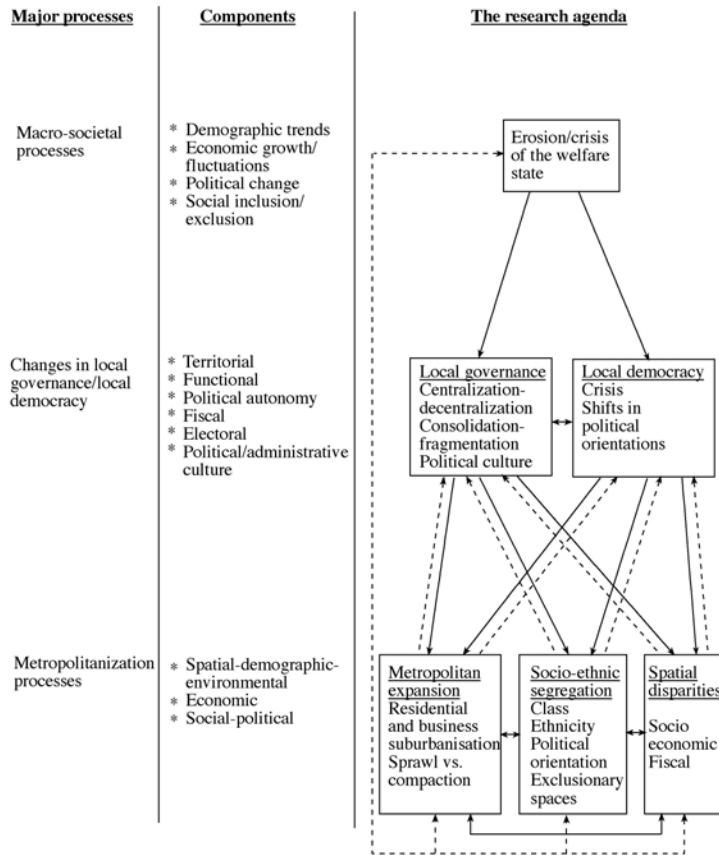 Major processes
Components
The research agenda
Macro-societal
processes
* Demographic trends
* Economic growth/
fluctuations
* Political change
* Social inclusion/
exclusion
Erosion/crisis
of the welfare
state
Changes in local
governance/local
democracy
* Territorial
* Functional
* Political autonomy
* Fiscal
* Electoral
* Political/administrative
culture
Local governance
Centralization-
decentralization
Consolidation-
fragmentation
Political culture
Local democracy
Crisis
Shifts in
political
orientations
Metropolitanization
processes
* Spatial-demographic-
environmental
* Economic
* Social-political
Metropolitan
expansion
Residential
and business
suburbanisation
Sprawl vs.
compaction
Socio-ethnic
segregation
Class
Ethnicity
Political
orientation
Exclusionary
spaces
Spatial
disparities
Socio
economic
Fiscal